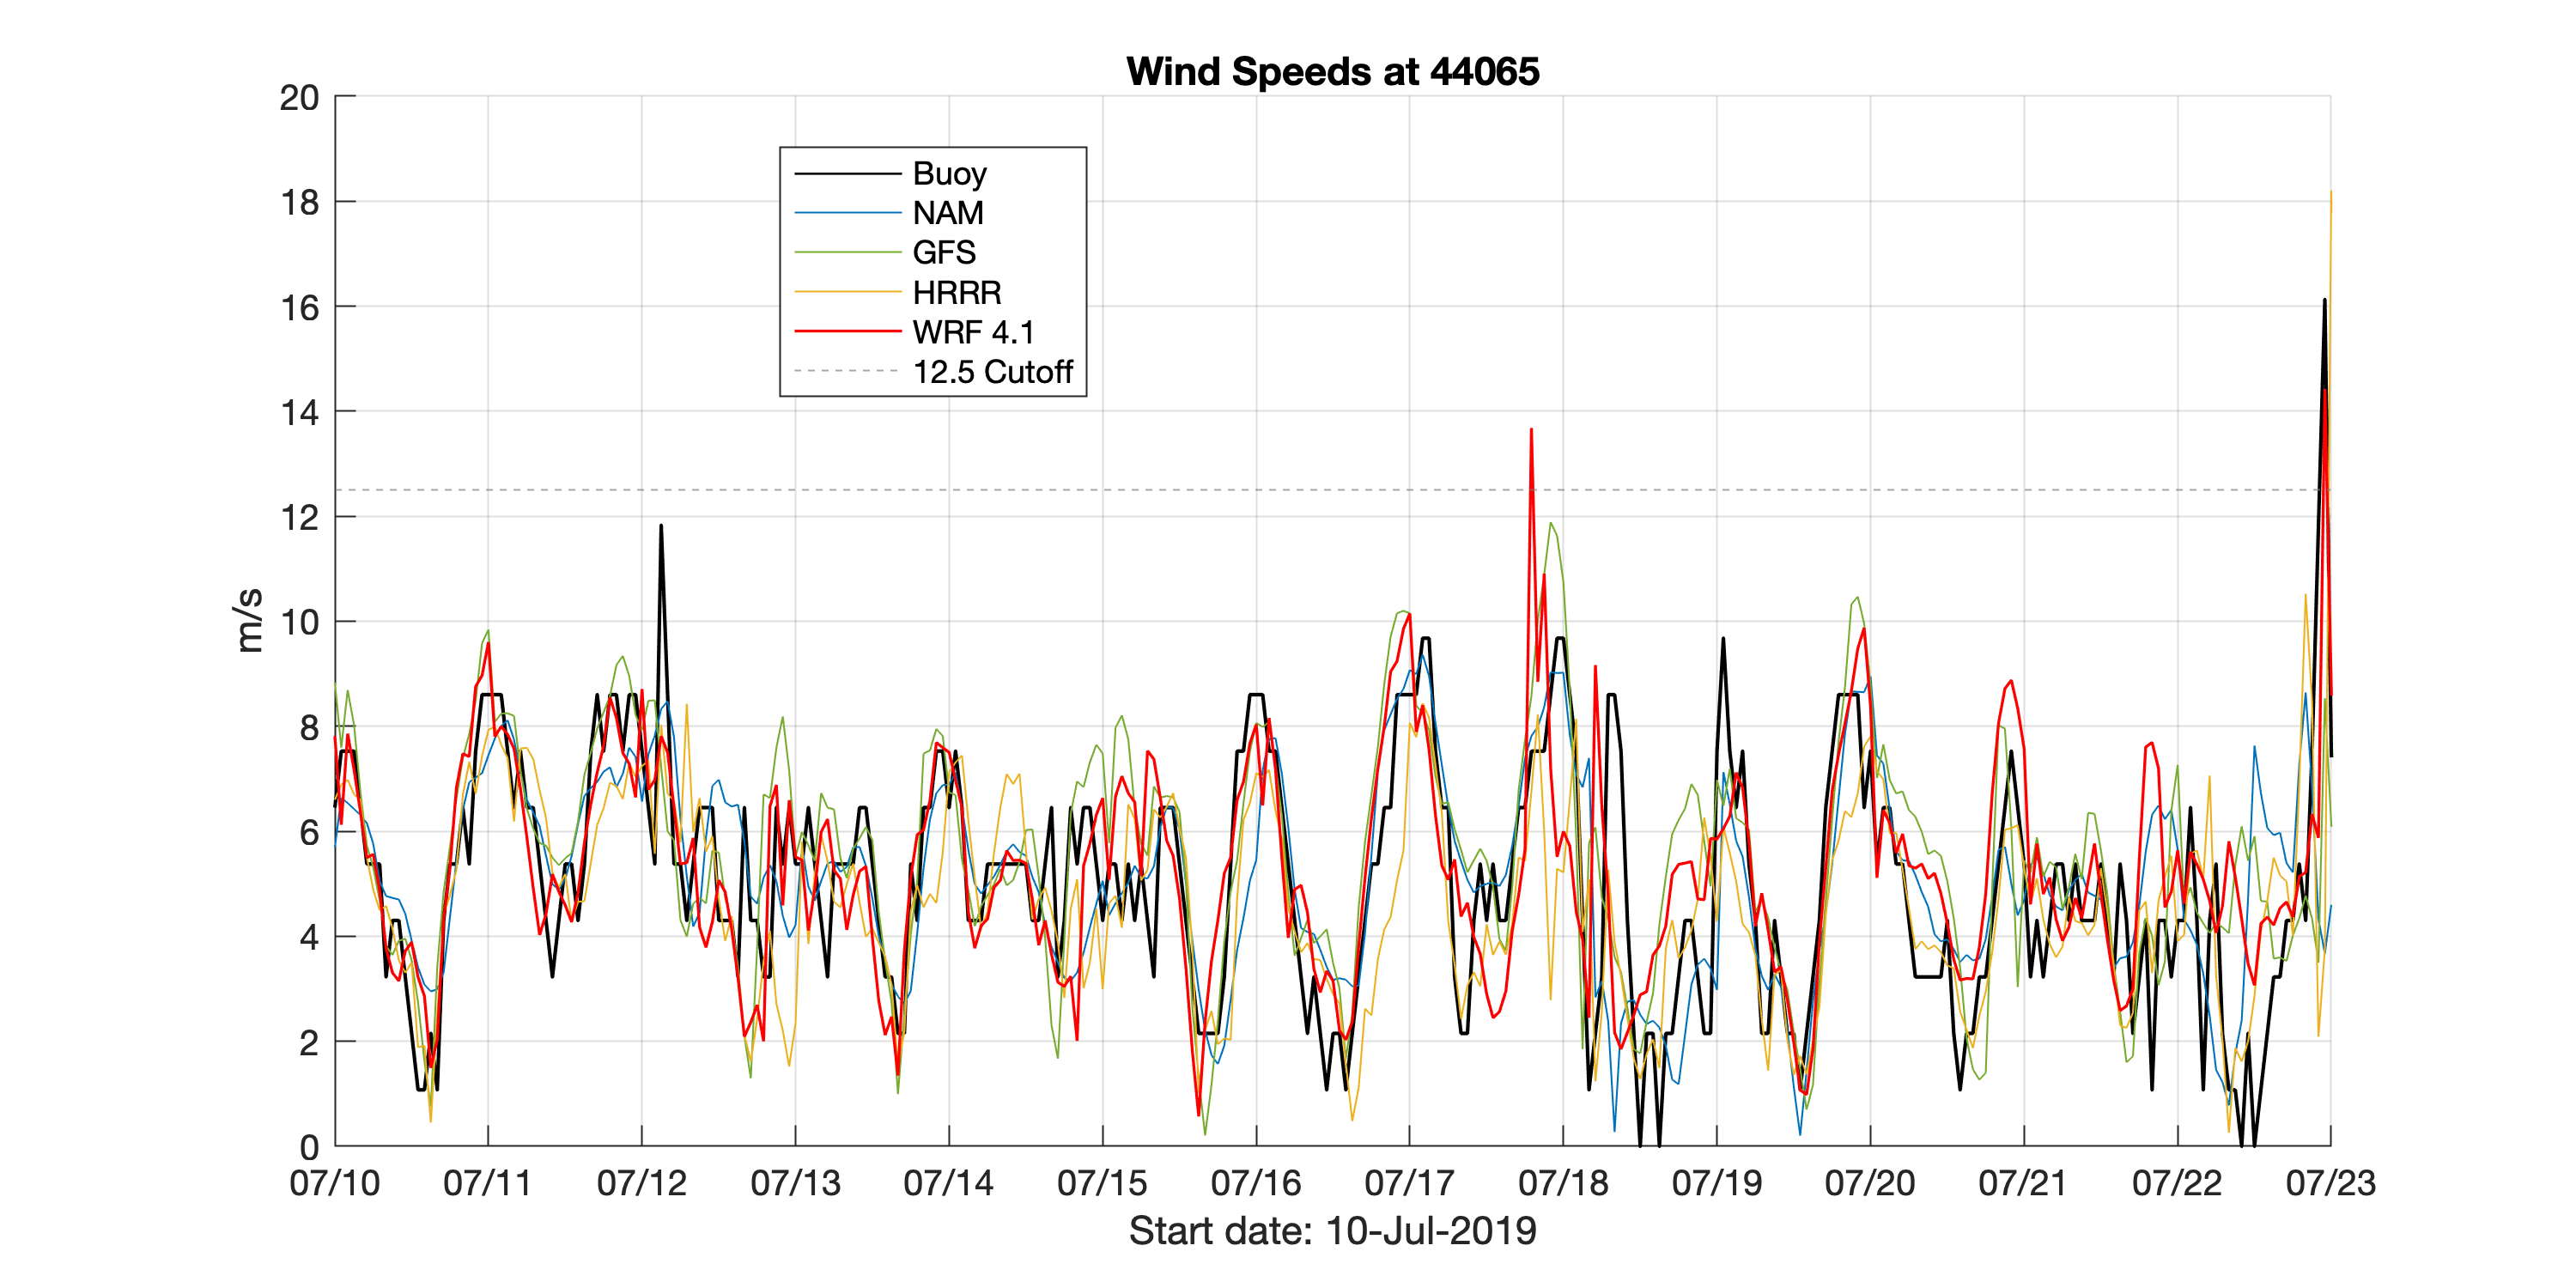 Wind Speeds at 44065
20
18
16
14
12
10
8
6
4
2
0
m/s
Buoy
NAM
GFS
HRRR
WRF 4.1
12.5 Cutoff
07/10 07/11 07/12 07/13 07/14 07/15 07/16 07/17 07/18 07/19 07/20 07/21 07/22 07/23
Start date: 10-Jul-2019